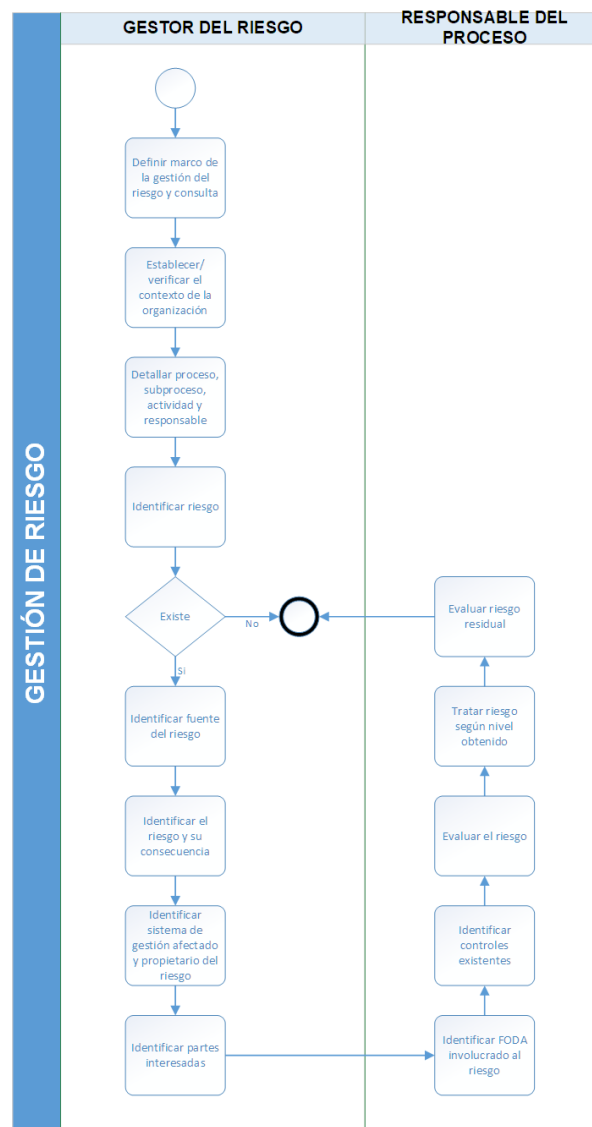 GESTIÓN DE RIESGO
GESTOR DEL RIESGO
RESPONSABLE DEL
PROCESO
Definir marco de
la gestión del
riesgo y consulta
Establecer/
verificar el
contexto de la
organización
Detallar proceso,
subproceso,
actividad y
responsable
Identificar riesgo
Existe
No
Si
Identificar fuente
del riesgo
Identificar el
riesgo y su
consecuencia
Identificar
sistema de
gestión afectado
y propietario del
riesgo
Identificar partes
interesadas
Identificar FODA
involucrado al
riesgo
Identificar
controles
existentes
Evaluar el riesgo
Tratar riesgo
según nivel
obtenido
Evaluar riesgo
residual